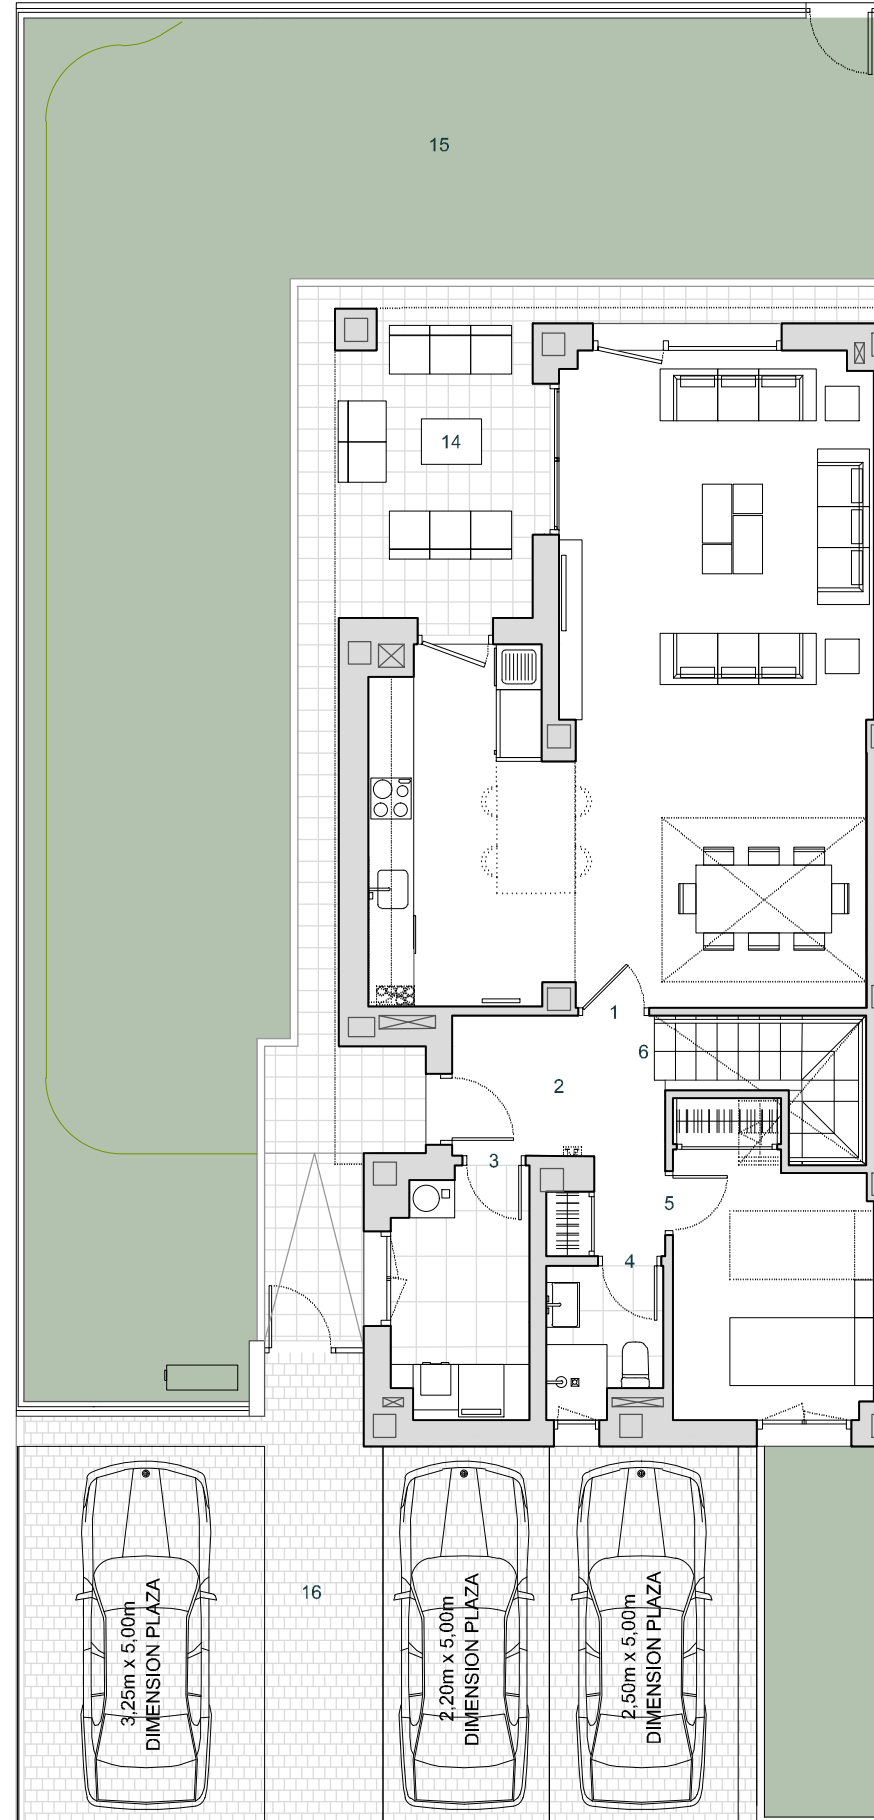 15
14
1
6
2
3
5
4
16
3,25m x 5,00m
DIMENSION PLAZA
2,20m x 5,00m
DIMENSION PLAZA
2,50m x 5,00m
DIMENSION PLAZA